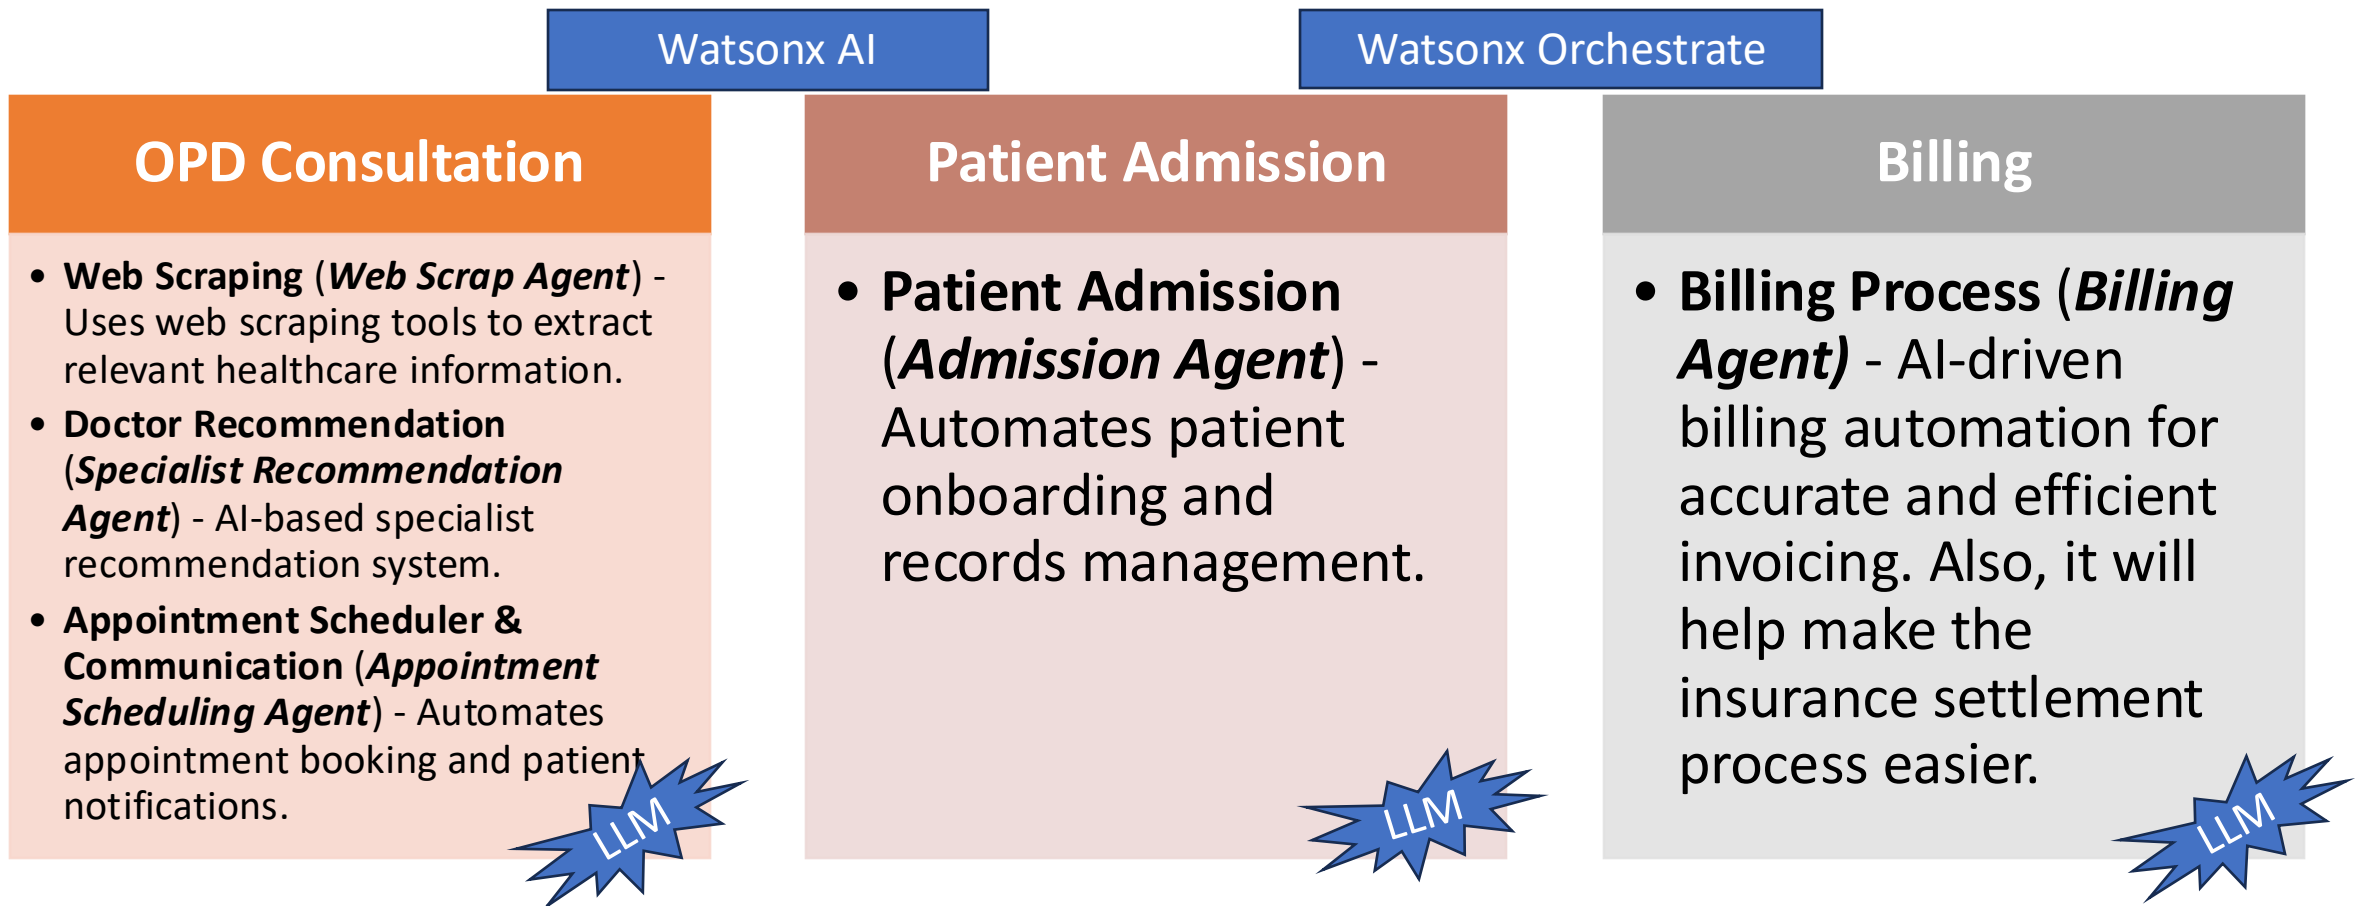 Watsonx AI
Watsonx Orchestrate
OPD Consultation
• Web Scraping (Web Scrap Agent) -
Uses web scraping tools to extract
relevant healthcare information.
• Doctor Recommendation
(Specialist Recommendation
Agent) - AI-based specialist
recommendation system.
• Appointment Scheduler &
Communication (Appointment
Scheduling Agent) - Automates
appointment booking and patient
notifications.
LLM
Patient Admission
• Patient Admission
(Admission Agent) -
Automates patient
onboarding and
records management.
LLM
Billing
• Billing Process (Billing
Agent) - AI-driven
billing automation for
accurate and efficient
invoicing. Also, it will
help make the
insurance settlement
process easier.
LLM